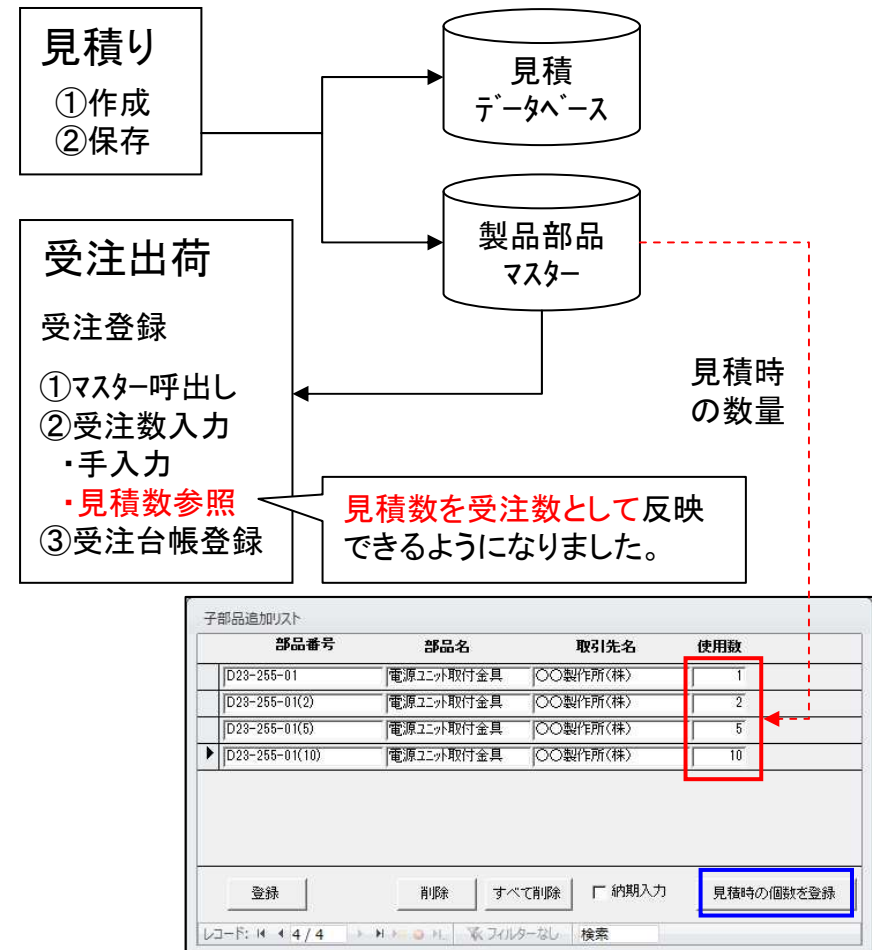 見積り
①作成
②保存
見積
データベース
製品部品
マスター
受注出荷
受注登録
①マスター呼出し
②受注数入力
・手入力
・見積数参照
③受注台帳登録
見積時
の数量
見積数を受注数として反映
できるようになりました。
子部品追加リスト
部品番号 部品名 取引先名 使用数
D23-255-01 電源ユニット取付金具 〇〇製作所(株) 1
D23-255-01(2) 電源ユニット取付金具 〇〇製作所(株) 2
D23-255-01(5) 電源ユニット取付金具 〇〇製作所(株) 5
D23-255-01(10) 電源ユニット取付金具 〇〇製作所(株) 10
登録 削除 すべて削除 納期入力 見積時の個数を登録
レコード: 4 / 4 フィルターなし 検索